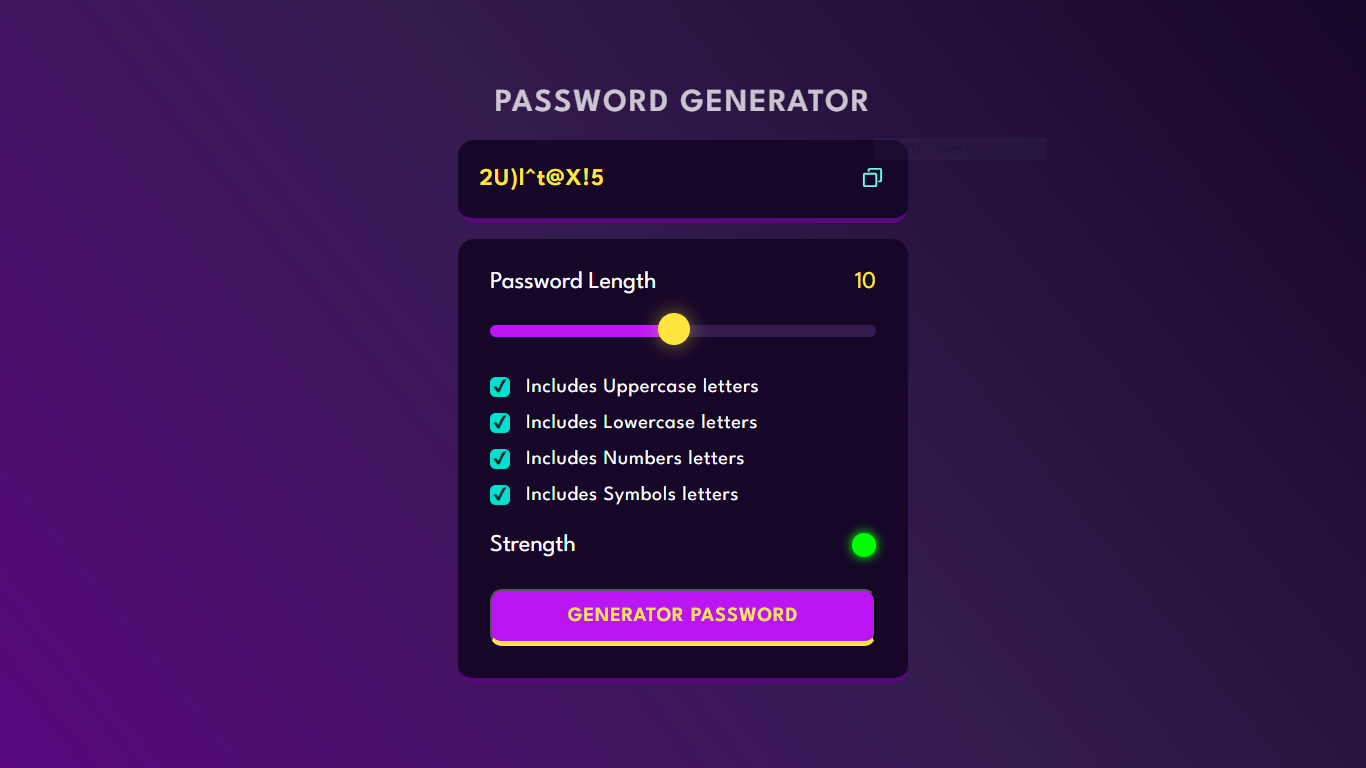 PASSWORD GENERATOR
2U)l^t@X!5
Password Length 10
Includes Uppercase letters
Includes Lowercase letters
Includes Numbers letters
Includes Symbols letters
Strength
GENERATOR PASSWORD